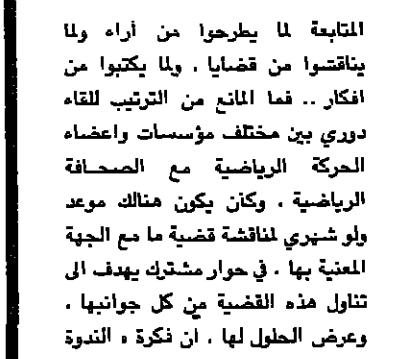 المتابعة لما يطرحوا من آراء ولما
يناقشوا من قضايا ، ولما يكتبوا من
افكار .. فما المانع من الترتيب للقاء
دوري بين مختلف مؤسسات واعضاء
الحركة الرياضية مع الصحافة
الرياضية ، وكأن يكون هنالك موعد
ولو شهري لمناقشة قضية ما مع الجهة
المعنية بها ، في حوار مشترك يهدف الى
تناول هذه القضية من كل جوانبها ،
وعرض الحلول لها ، ان فكرة « الندوة